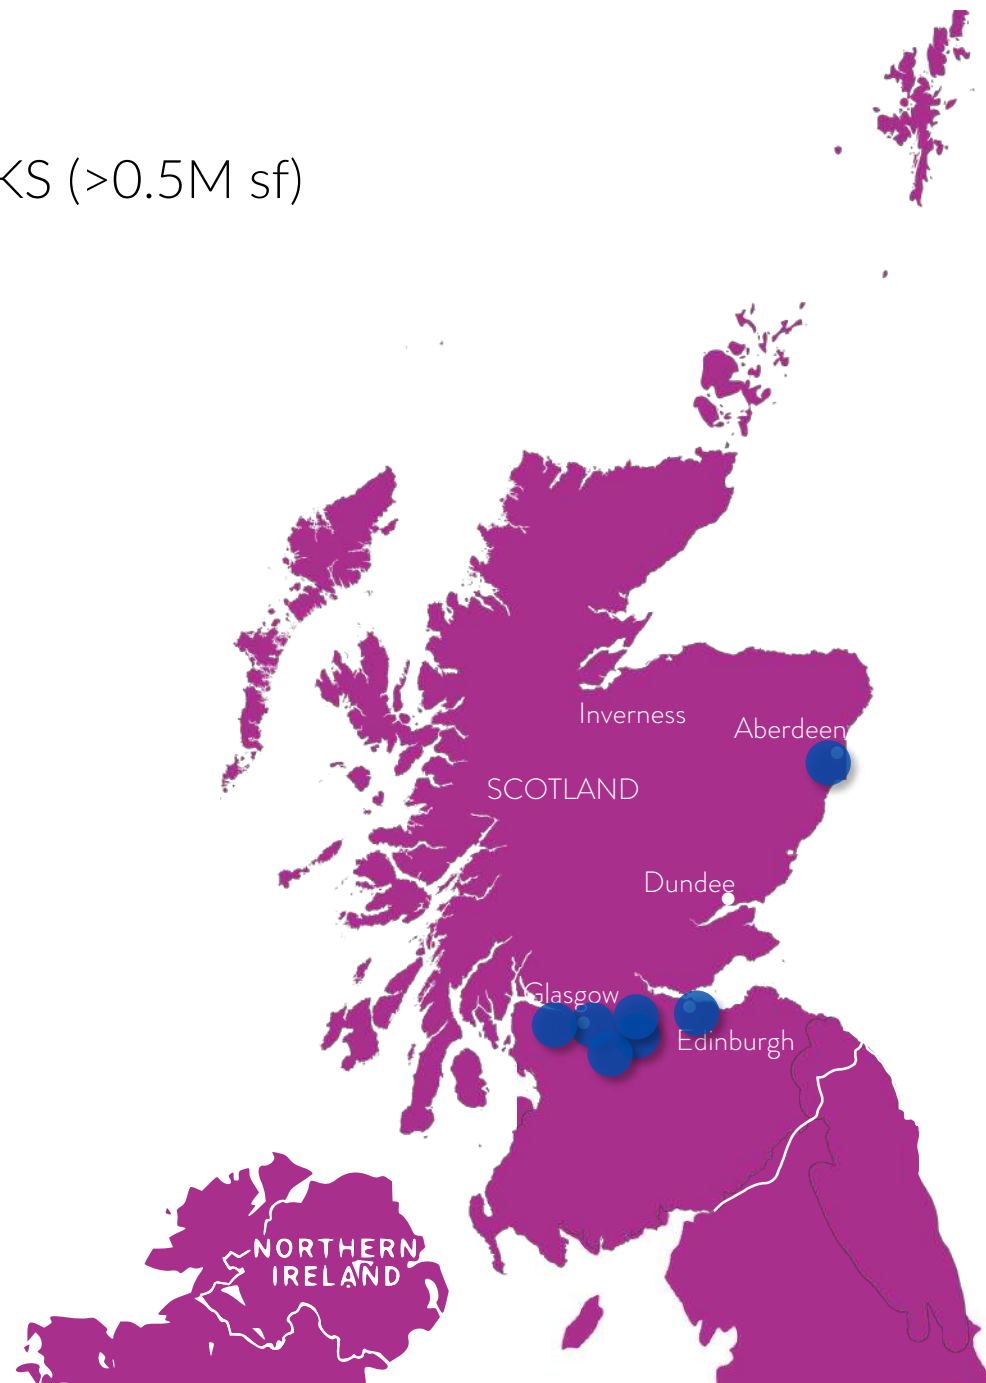 KS (>0.5M sf)
Inverness
Aberdeen
SCOTLAND
Dundee
Glasgow
Edinburgh
NORTHERN
IRELAND